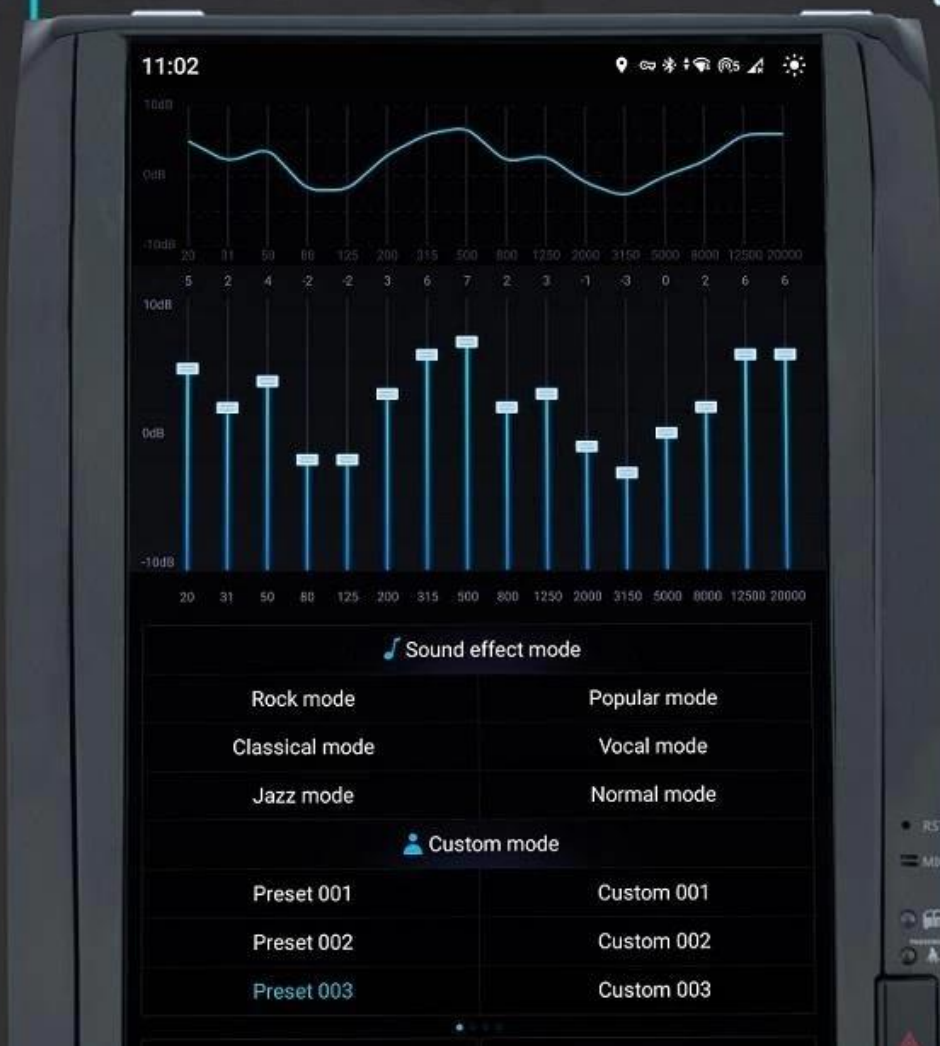 11:02
10dB
0dB
-10dB
20 31 50 80 125 200 315 500 800 1250 2000 3150 5000 8000 12500 20000
5 2 4 -2 -2 3 6 7 2 3 -1 -3 0 2 6 6
10dB
0dB
-10dB
20 31 50 80 125 200 315 500 800 1250 2000 3150 5000 8000 12500 20000
Sound effect mode
Rock mode Popular mode
Classical mode Vocal mode
Jazz mode Normal mode
Custom mode
Preset 001 Custom 001
Preset 002 Custom 002
Preset 003 Custom 003